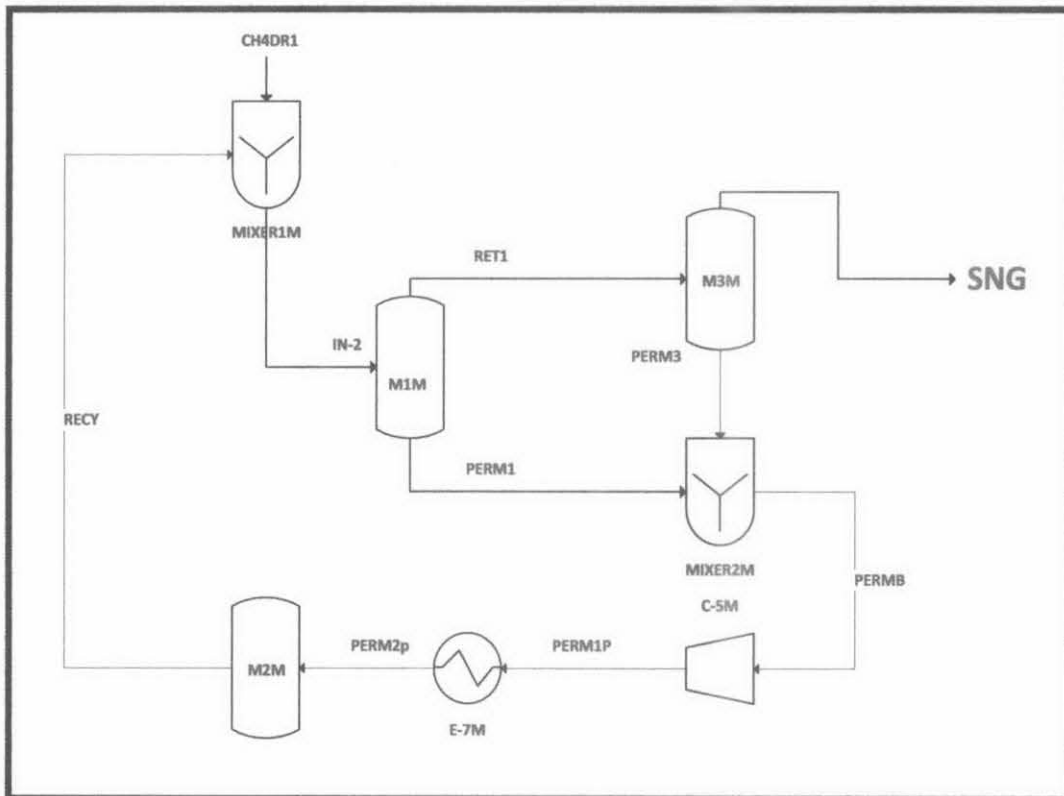 CH4DR1
MIXER1M
RET1
M3M
SNG
IN-2
PERM3
M1M
RECY
PERM1
MIXER2M
PERMB
C-5M
PERM2p
PERM1P
M2M
E-7M